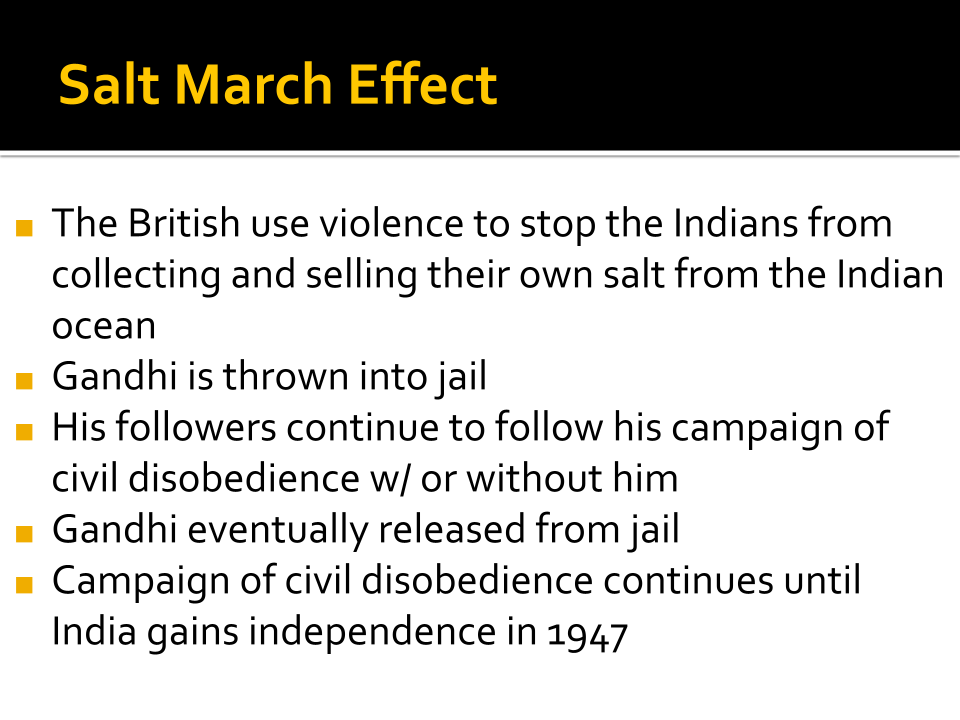 Salt March Effect
The British use violence to stop the Indians from
collecting and selling their own salt from the Indian
ocean
Gandhi is thrown into jail
His followers continue to follow his campaign of
civil disobedience w/ or without him
Gandhi eventually released from jail
Campaign of civil disobedience continues until
India gains independence in 1947